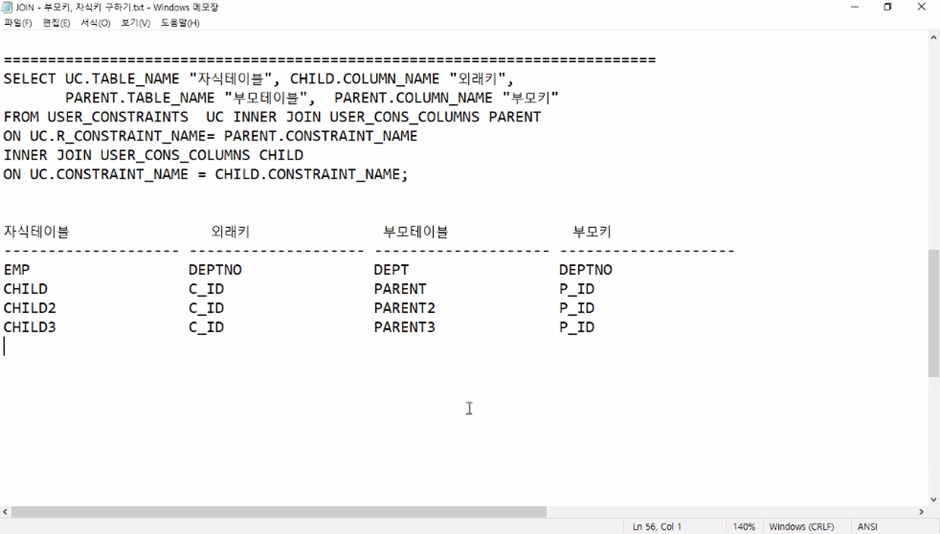 JOIN - 부모키, 자식키 구하기.txt - Windows 메모장
파일(F) 편집(E) 서식(O) 보기(V) 도움말(H)
==========================================================================
SELECT UC.TABLE_NAME "자식테이블", CHILD.COLUMN_NAME "외래키",
       PARENT.TABLE_NAME "부모테이블",  PARENT.COLUMN_NAME "부모키"
FROM USER_CONSTRAINTS  UC INNER JOIN USER_CONS_COLUMNS PARENT
ON UC.R_CONSTRAINT_NAME= PARENT.CONSTRAINT_NAME
INNER JOIN USER_CONS_COLUMNS CHILD
ON UC.CONSTRAINT_NAME = CHILD.CONSTRAINT_NAME;
자식테이블 외래키 부모테이블 부모키
-------------------- -------------------- -------------------- --------------------
EMP DEPTNO DEPT DEPTNO
CHILD C_ID PARENT P_ID
CHILD2 C_ID PARENT2 P_ID
CHILD3 C_ID PARENT3 P_ID
Ln 56, Col 1 140% Windows (CRLF) ANSI